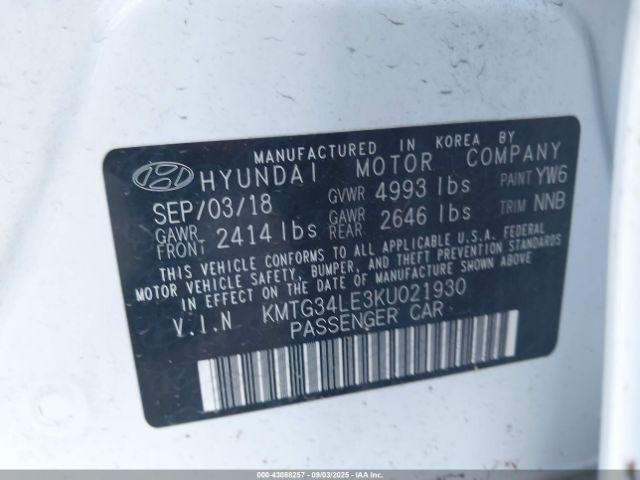 MANUFACTURED IN KOREA BY
HYUNDAI MOTOR COMPANY
SEP/03/18 GVWR 4993 lbs PAINT YW6
GAWR FRONT 2414 lbs GAWR REAR 2646 lbs TRIM NNB
THIS VEHICLE CONFORMS TO ALL APPLICABLE U.S.A. FEDERAL
MOTOR VEHICLE SAFETY, BUMPER, AND THEFT PREVENTION STANDARDS
IN EFFECT ON THE DATE OF MANUFACTURE SHOWN ABOVE.
V.I.N KMTG34LE3KU021930
PASSENGER CAR
000-43088257 - 09/03/2025 - IAAI.COM